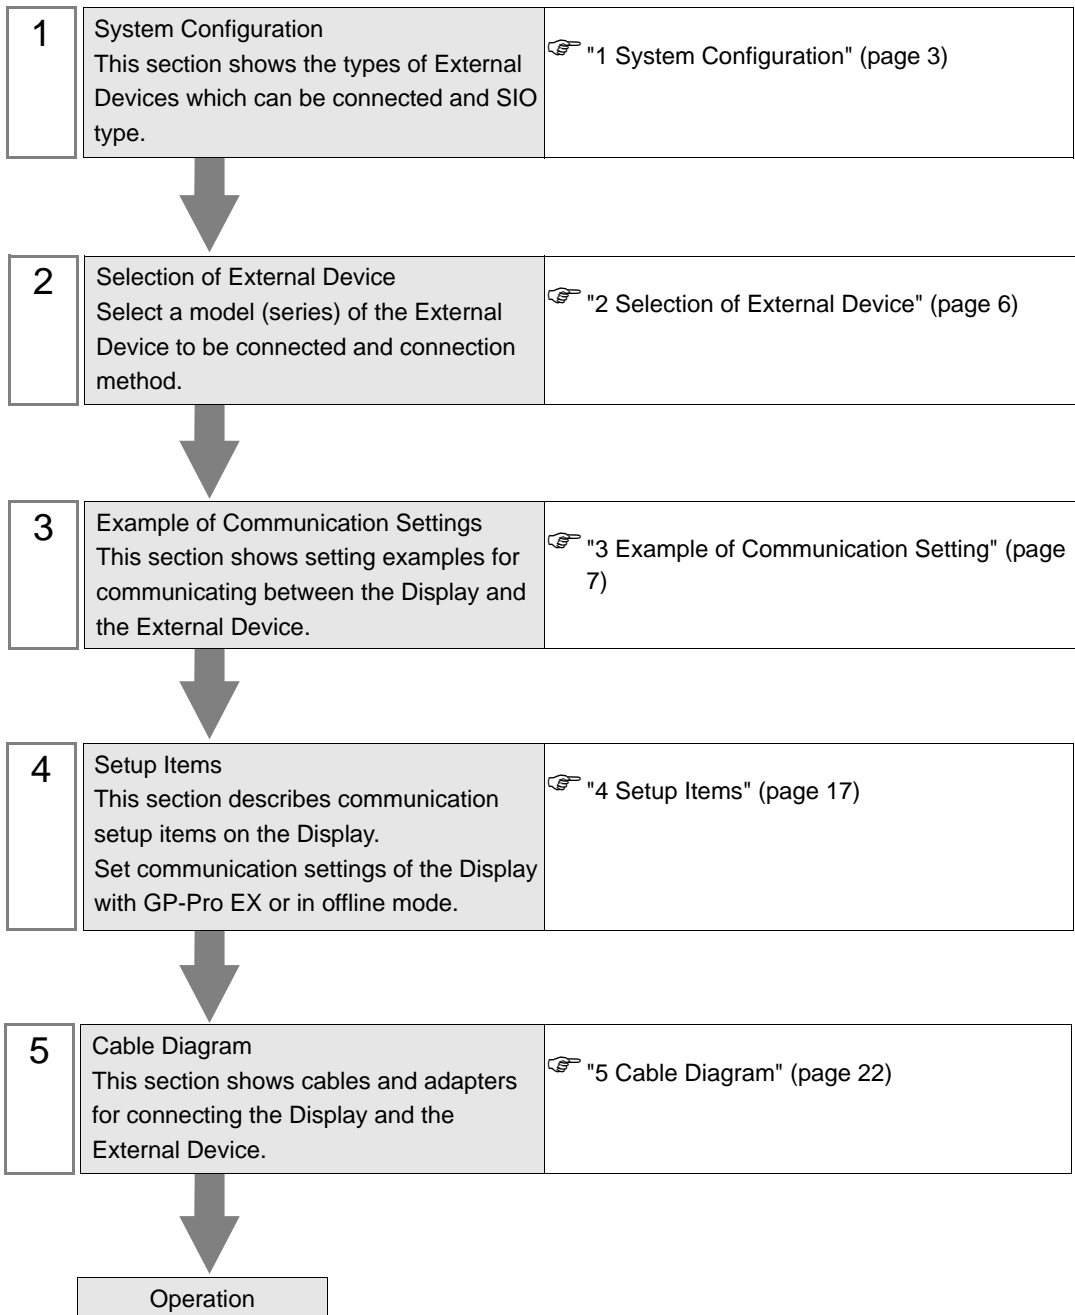 1
System Configuration
This section shows the types of External
Devices which can be connected and SIO
type.
"1 System Configuration" (page 3)
2
Selection of External Device
Select a model (series) of the External
Device to be connected and connection
method.
"2 Selection of External Device" (page 6)
3
Example of Communication Settings
This section shows setting examples for
communicating between the Display and
the External Device.
"3 Example of Communication Setting" (page
7)
4
Setup Items
This section describes communication
setup items on the Display.
Set communication settings of the Display
with GP-Pro EX or in offline mode.
"4 Setup Items" (page 17)
5
Cable Diagram
This section shows cables and adapters
for connecting the Display and the
External Device.
"5 Cable Diagram" (page 22)
Operation